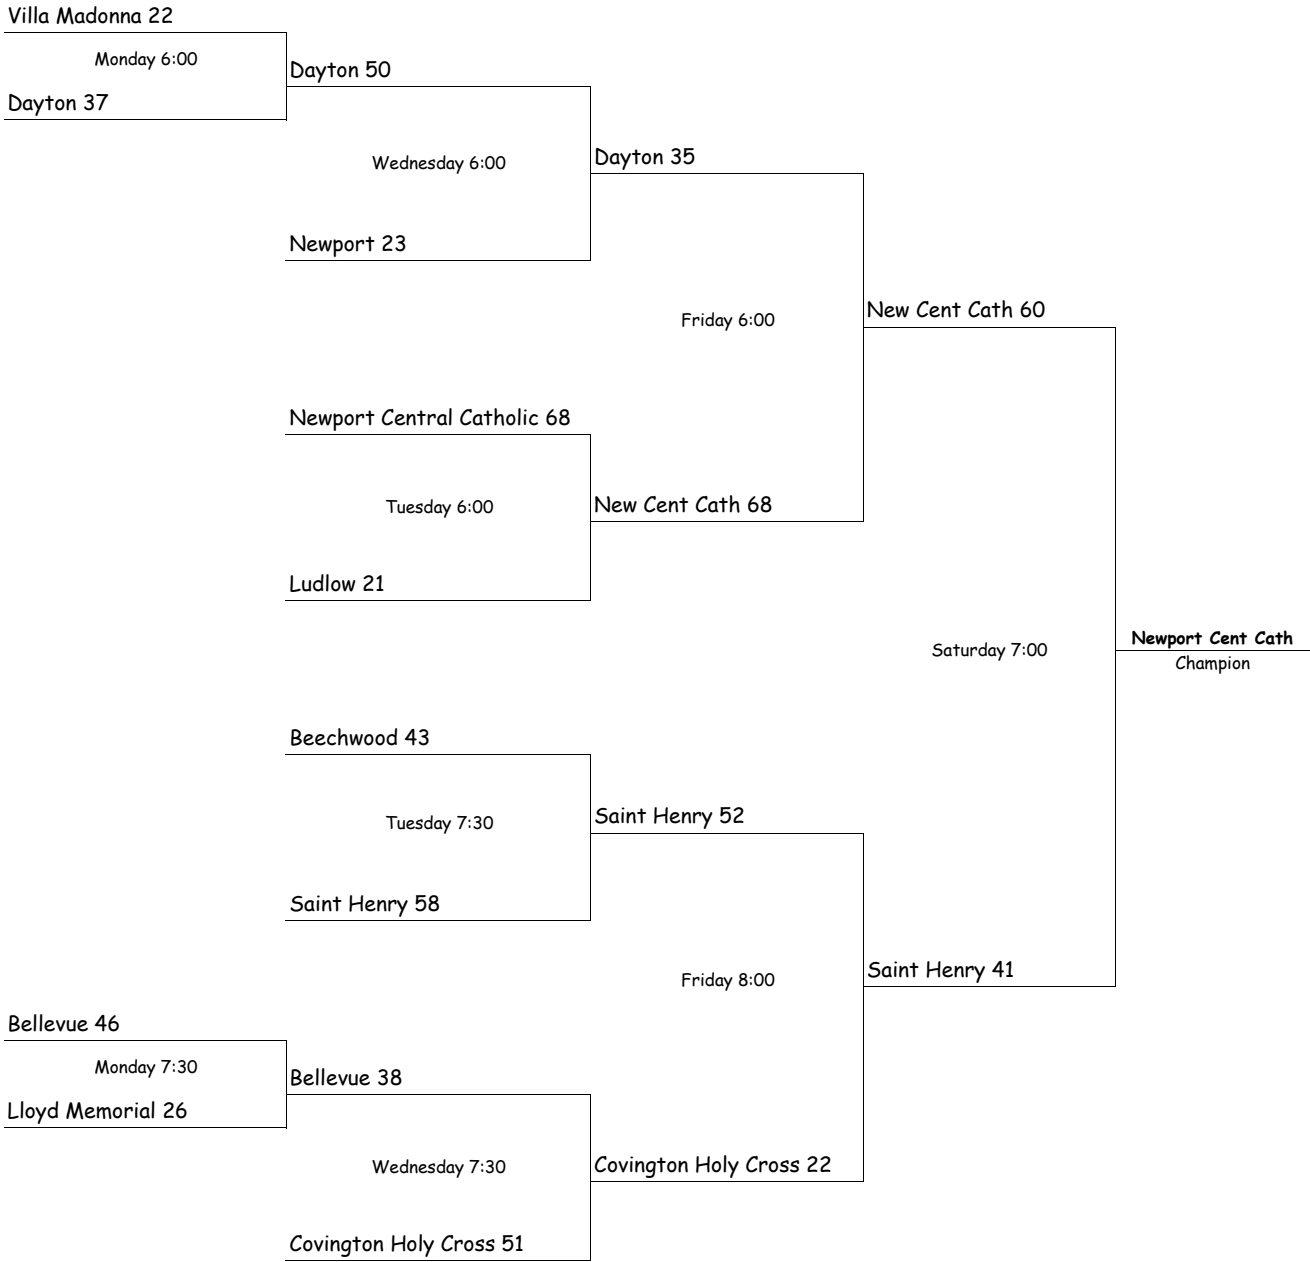 Villa Madonna 22
Monday 6:00
Dayton 50
Dayton 37
Wednesday 6:00
Dayton 35
Newport 23
New Cent Cath 60
Friday 6:00
Newport Central Catholic 68
New Cent Cath 68
Tuesday 6:00
Ludlow 21
Newport Cent Cath
Saturday 7:00
Champion
Beechwood 43
Saint Henry 52
Tuesday 7:30
Saint Henry 58
Saint Henry 41
Friday 8:00
Bellevue 46
Monday 7:30
Bellevue 38
Lloyd Memorial 26
Covington Holy Cross 22
Wednesday 7:30
Covington Holy Cross 51